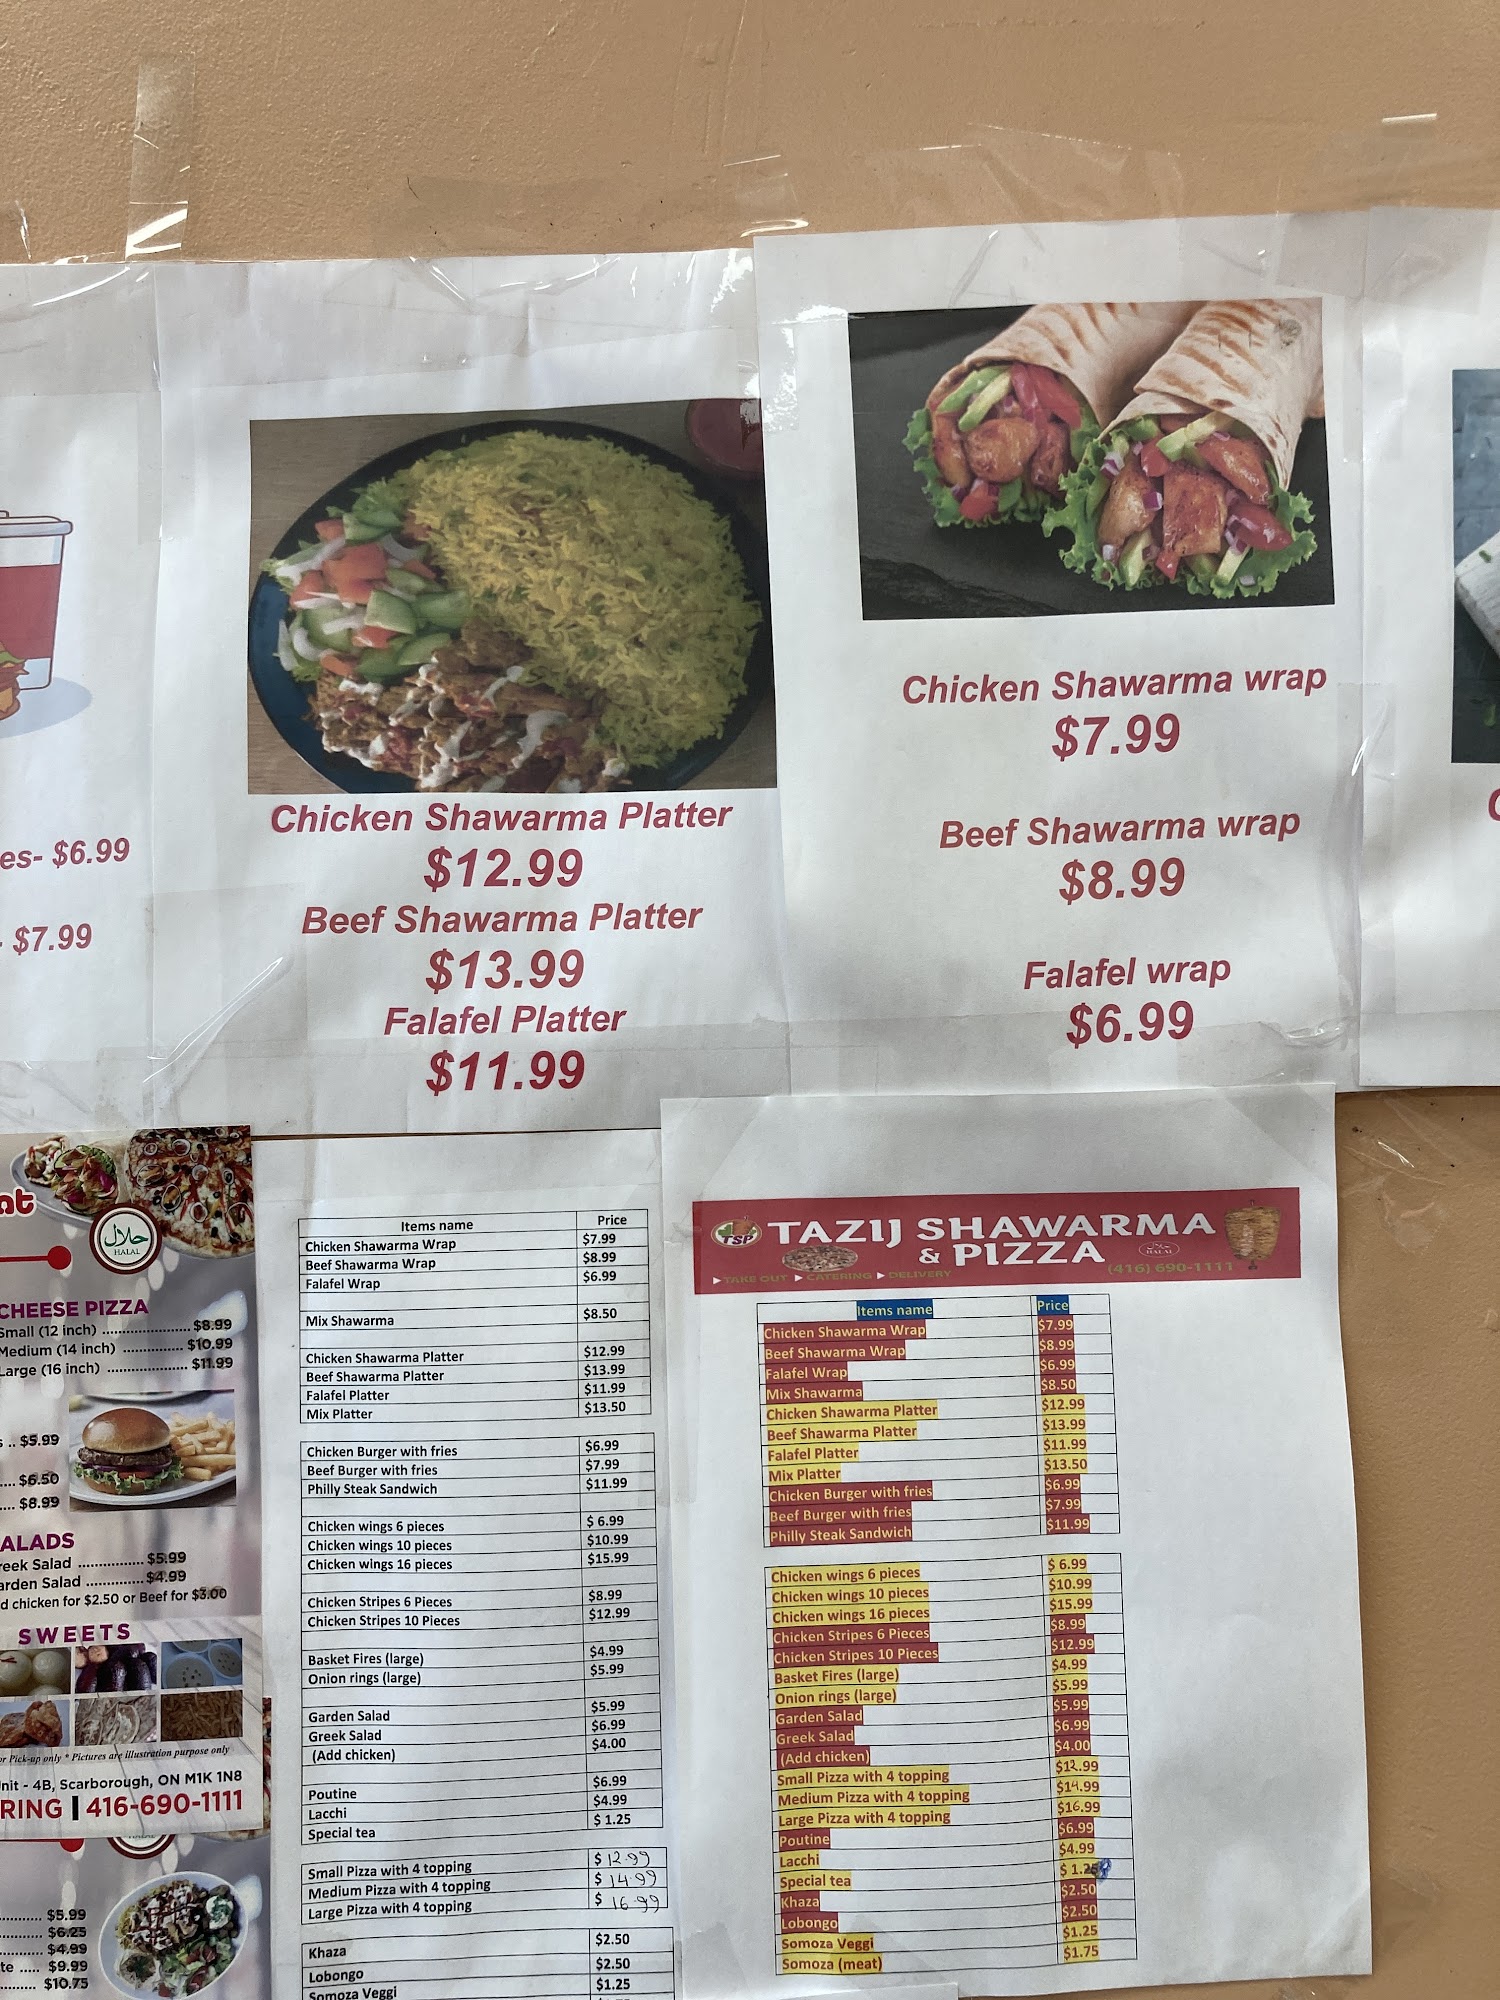 es- $6.99
- $7.99
Chicken Shawarma Platter
$12.99
Beef Shawarma Platter
$13.99
Falafel Platter
$11.99
Chicken Shawarma wrap
$7.99
Beef Shawarma wrap
$8.99
Falafel wrap
$6.99
حلال
HALAL
CHEESE PIZZA
Small (12 inch) .................... $8.99
Medium (14 inch) .............. $10.99
Large (16 inch) .................. $11.99
.. $5.99
.... $6.50
.... $8.99
ALADS
reek Salad ............... $5.99
arden Salad ............. $4.99
d chicken for $2.50 or Beef for $3.00
SWEETS
or Pick-up only * Pictures are illustration purpose only
nit - 4B, Scarborough, ON M1K 1N8
RING | 416-690-1111
............ $5.99
............ $6.25
............ $4.99
te ..... $9.99
........... $10.75
Items name Price
Chicken Shawarma Wrap $7.99
Beef Shawarma Wrap $8.99
Falafel Wrap $6.99
Mix Shawarma $8.50
Chicken Shawarma Platter $12.99
Beef Shawarma Platter $13.99
Falafel Platter $11.99
Mix Platter $13.50
Chicken Burger with fries $6.99
Beef Burger with fries $7.99
Philly Steak Sandwich $11.99
Chicken wings 6 pieces $ 6.99
Chicken wings 10 pieces $10.99
Chicken wings 16 pieces $15.99
Chicken Stripes 6 Pieces $8.99
Chicken Stripes 10 Pieces $12.99
Basket Fires (large) $4.99
Onion rings (large) $5.99
Garden Salad $5.99
Greek Salad $6.99
(Add chicken) $4.00
Poutine $6.99
Lacchi $4.99
Special tea $ 1.25
Small Pizza with 4 topping $ 12.99
Medium Pizza with 4 topping $ 14.99
Large Pizza with 4 topping $ 16.99
Khaza $2.50
Lobongo $2.50
Somoza Veggi $1.25
TSP TAZIJ SHAWARMA
& PIZZA
HALAL
▶ TAKE OUT ▶ CATERING ▶ DELIVERY (416) 690-1111
Items name Price
Chicken Shawarma Wrap $7.99
Beef Shawarma Wrap $8.99
Falafel Wrap $6.99
Mix Shawarma $8.50
Chicken Shawarma Platter $12.99
Beef Shawarma Platter $13.99
Falafel Platter $11.99
Mix Platter $13.50
Chicken Burger with fries $6.99
Beef Burger with fries $7.99
Philly Steak Sandwich $11.99
Chicken wings 6 pieces $ 6.99
Chicken wings 10 pieces $10.99
Chicken wings 16 pieces $15.99
Chicken Stripes 6 Pieces $8.99
Chicken Stripes 10 Pieces $12.99
Basket Fires (large) $4.99
Onion rings (large) $5.99
Garden Salad $5.99
Greek Salad $6.99
(Add chicken) $4.00
Small Pizza with 4 topping $12.99
Medium Pizza with 4 topping $14.99
Large Pizza with 4 topping $16.99
Poutine $6.99
Lacchi $4.99
Special tea
Khaza $2.50
Lobongo $2.50
Somoza Veggi $1.25
Somoza (meat) $1.75